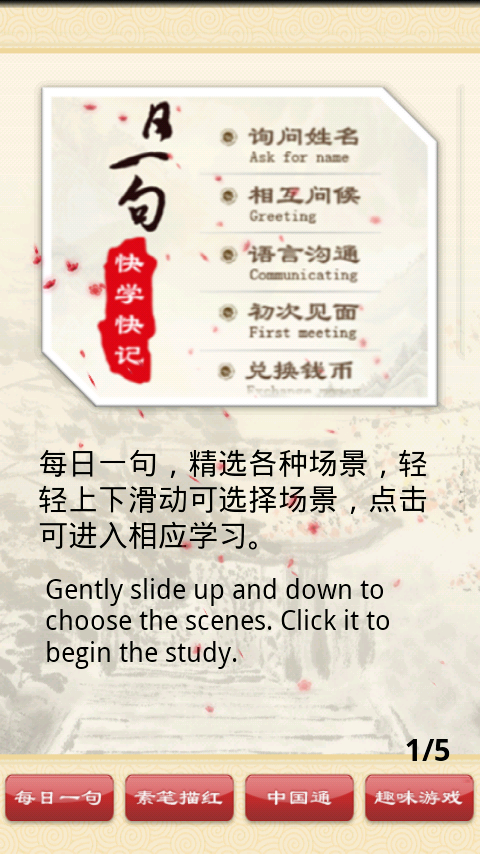 日一句
快学快记
询问姓名
Ask for name
相互问候
Greeting
语言沟通
Communicating
初次见面
First meeting
兑换钱币
Exchange money
每日一句，精选各种场景，轻
轻上下滑动可选择场景，点击
可进入相应学习。
Gently slide up and down to
choose the scenes. Click it to
begin the study.
1/5
每日一句
素笔描红
中国通
趣味游戏